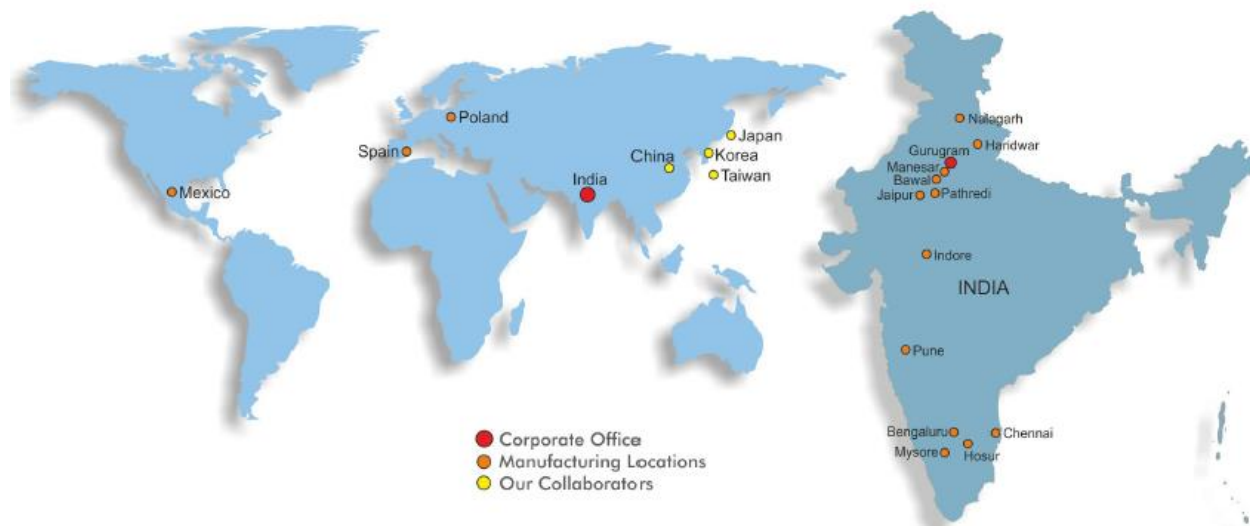 Poland
Spain
Mexico
Japan
Korea
China
Taiwan
India
Corporate Office
Manufacturing Locations
Our Collaborators
Nalagarh
Haridwar
Gurugram
Manesar
Bawal
Jaipur
Pathredi
Indore
INDIA
Pune
Bengaluru
Chennai
Mysore
Hosur